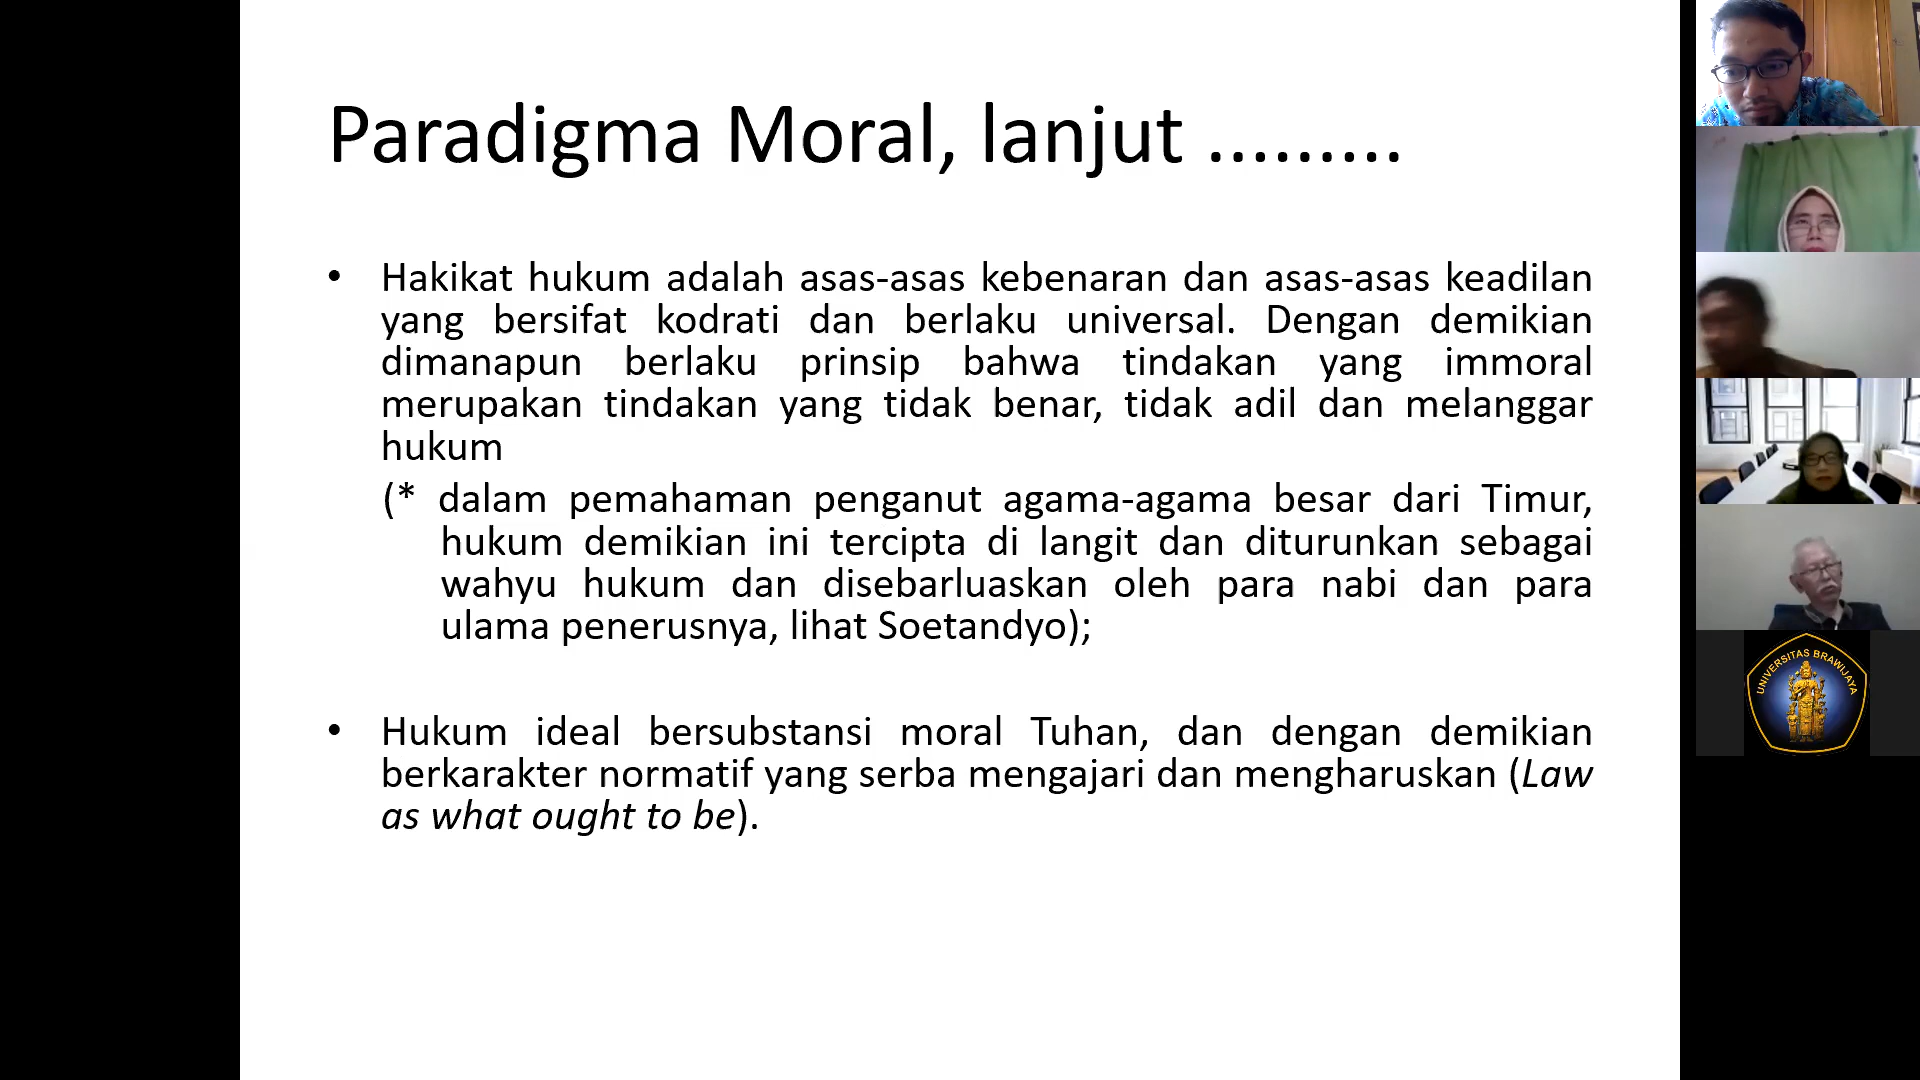 Paradigma Moral, lanjut .........
• Hakikat hukum adalah asas-asas kebenaran dan asas-asas keadilan
yang bersifat kodrati dan berlaku universal. Dengan demikian
dimanapun berlaku prinsip bahwa tindakan yang immoral
merupakan tindakan yang tidak benar, tidak adil dan melanggar
hukum
(* dalam pemahaman penganut agama-agama besar dari Timur,
hukum demikian ini tercipta di langit dan diturunkan sebagai
wahyu hukum dan disebarluaskan oleh para nabi dan para
ulama penerusnya, lihat Soetandyo);
• Hukum ideal bersubstansi moral Tuhan, dan dengan demikian
berkarakter normatif yang serba mengajari dan mengharuskan (Law
as what ought to be).
UNIVERSITAS BRAWIJAYA